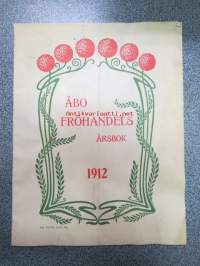 ÅBO
Antikvariaatti.net
FRÖHANDELS
ÅRSBOK
1912